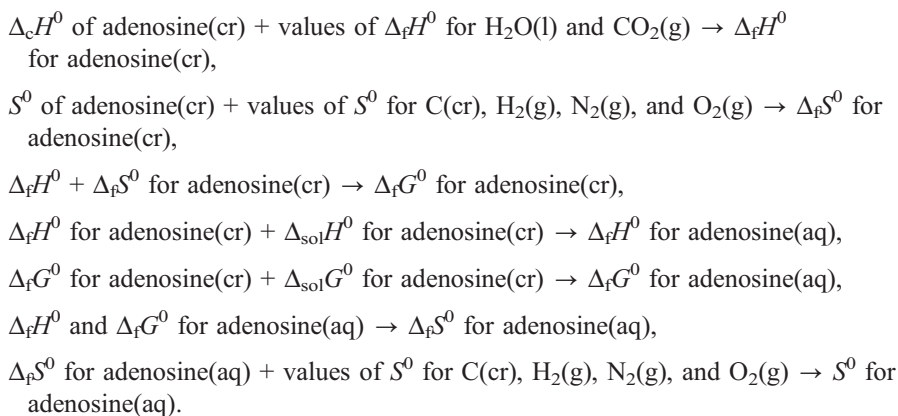 ΔcH⁰ of adenosine(cr) + values of ΔfH⁰ for H₂O(l) and CO₂(g) → ΔfH⁰
for adenosine(cr),
S⁰ of adenosine(cr) + values of S⁰ for C(cr), H₂(g), N₂(g), and O₂(g) → ΔfS⁰ for
adenosine(cr),
ΔfH⁰ + ΔfS⁰ for adenosine(cr) → ΔfG⁰ for adenosine(cr),
ΔfH⁰ for adenosine(cr) + ΔsolH⁰ for adenosine(cr) → ΔfH⁰ for adenosine(aq),
ΔfG⁰ for adenosine(cr) + ΔsolG⁰ for adenosine(cr) → ΔfG⁰ for adenosine(aq),
ΔfH⁰ and ΔfG⁰ for adenosine(aq) → ΔfS⁰ for adenosine(aq),
ΔfS⁰ for adenosine(aq) + values of S⁰ for C(cr), H₂(g), N₂(g), and O₂(g) → S⁰ for
adenosine(aq).